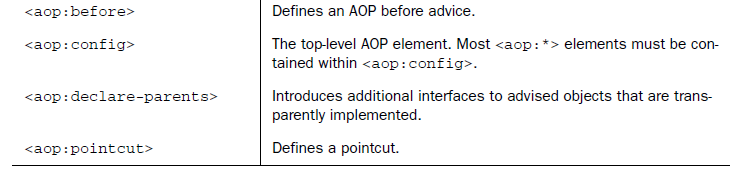 <aop:before> Defines an AOP before advice.
<aop:config> The top-level AOP element. Most <aop:*> elements must be con-
tained within <aop:config>.
<aop:declare-parents> Introduces additional interfaces to advised objects that are trans-
parently implemented.
<aop:pointcut> Defines a pointcut.